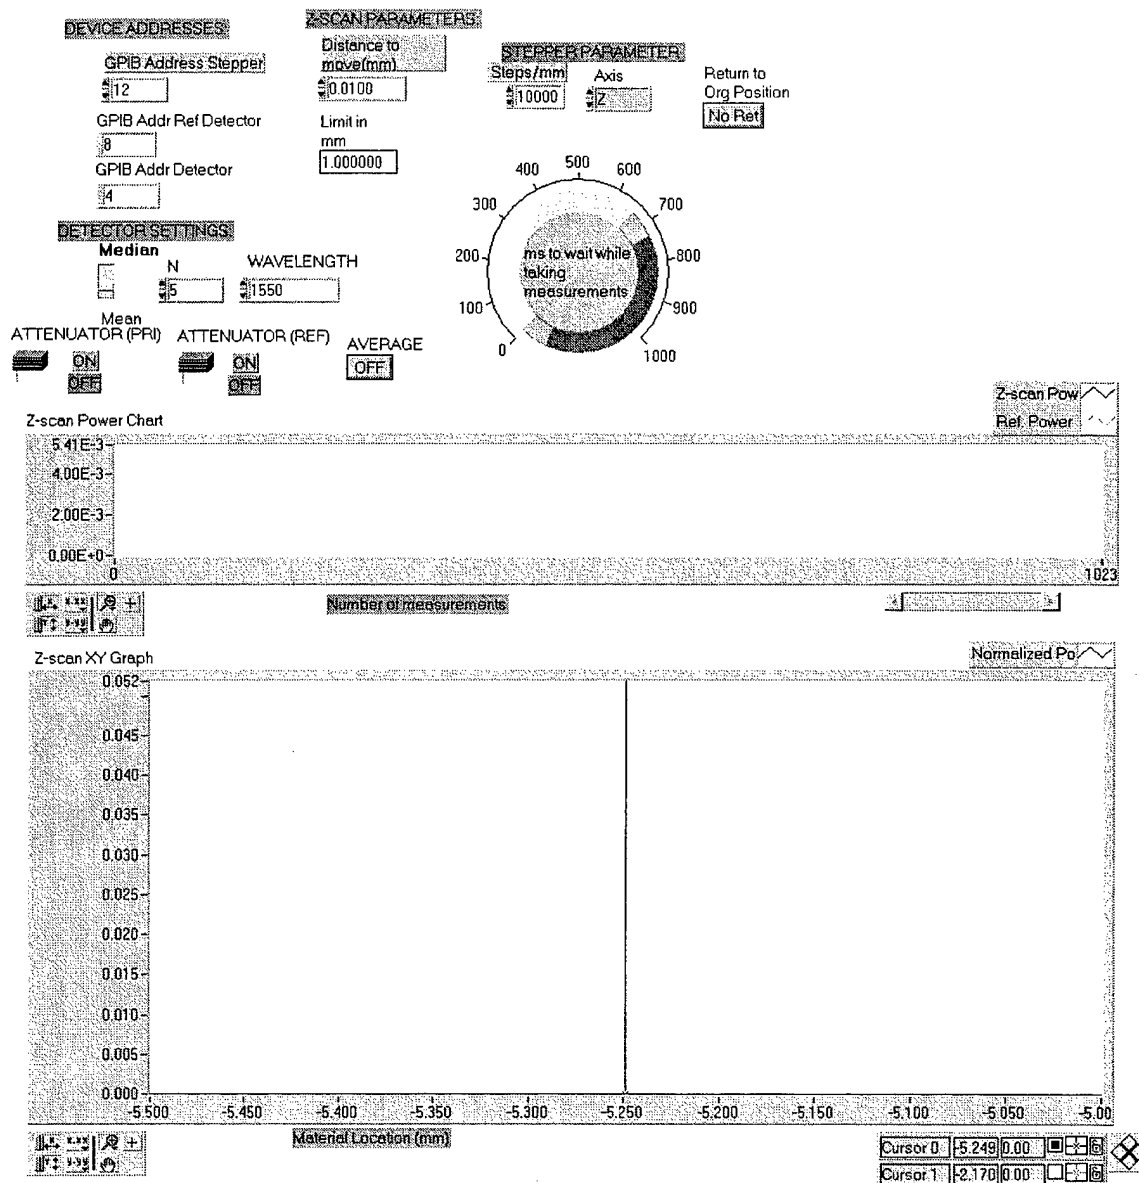 DEVICE ADDRESSES:
GPIB Address Stepper
12
GPIB Addr Ref Detector
8
GPIB Addr Detector
4
Z-SCAN PARAMETERS:
Distance to
move(mm)
0.0100
Limit in
mm
1.000000
STEPPER PARAMETER
Steps/mm
10000
Axis
Z
Return to
Org Position
No Ret
DETECTOR SETTINGS:
Median
Mean
N
5
WAVELENGTH
1550
ATTENUATOR (PRI)
ON
OFF
ATTENUATOR (REF)
ON
OFF
AVERAGE
OFF
0
100
200
300
400
500
600
700
800
900
1000
ms to wait while
taking
measurements
Z-scan Pow
Ref. Power
Z-scan Power Chart
5.41E-3
4.00E-3
2.00E-3
0.00E+0
0
1023
Number of measurements
Z-scan XY Graph
Normalized Po
0.052
0.045
0.040
0.035
0.030
0.025
0.020
0.015
0.010
0.005
0.000
-5.500 -5.450 -5.400 -5.350 -5.300 -5.250 -5.200 -5.150 -5.100 -5.050 -5.00
Material Location (mm)
Cursor 0 -5.249 0.00
Cursor 1 -2.170 0.00